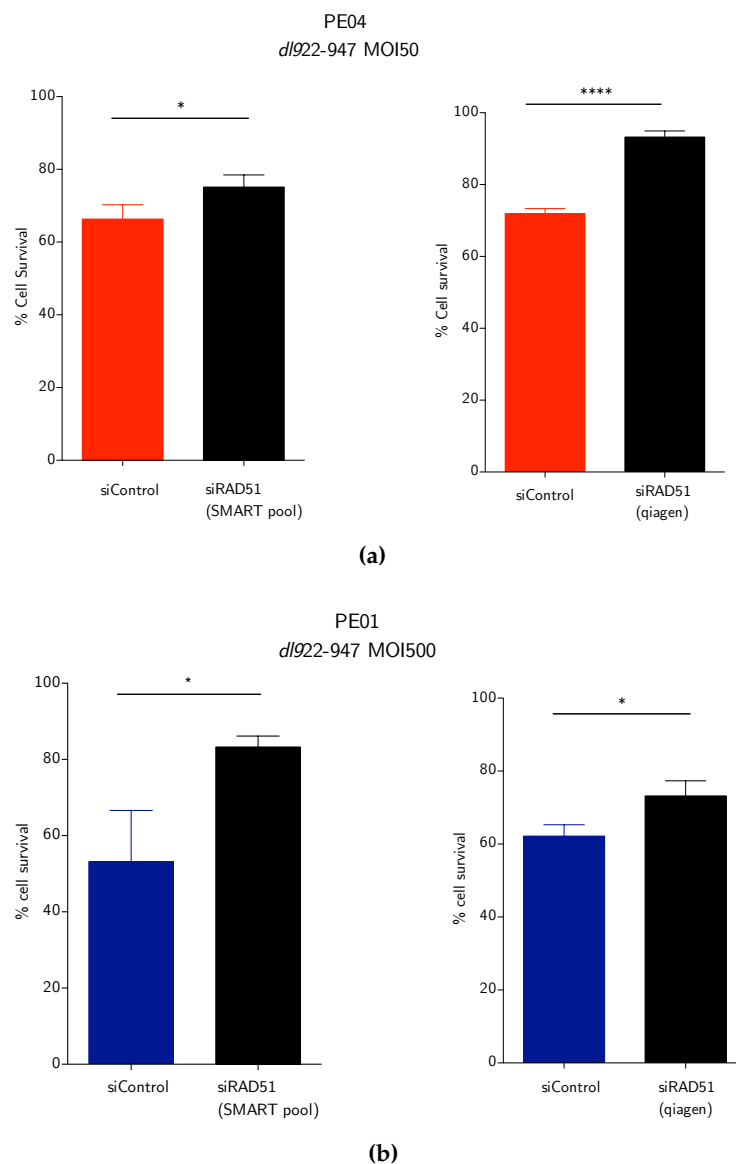 PE04
dl922-947 MOI50
100
80
60
40
20
0
% Cell Survival
*
siControl
siRAD51
(SMART pool)
100
80
60
40
20
0
% Cell survival
****
siControl
siRAD51
(qiagen)
(a)
PE01
dl922-947 MOI500
100
80
60
40
20
0
% cell survival
*
siControl
siRAD51
(SMART pool)
100
80
60
40
20
0
% cell survival
*
siControl
siRAD51
(qiagen)
(b)